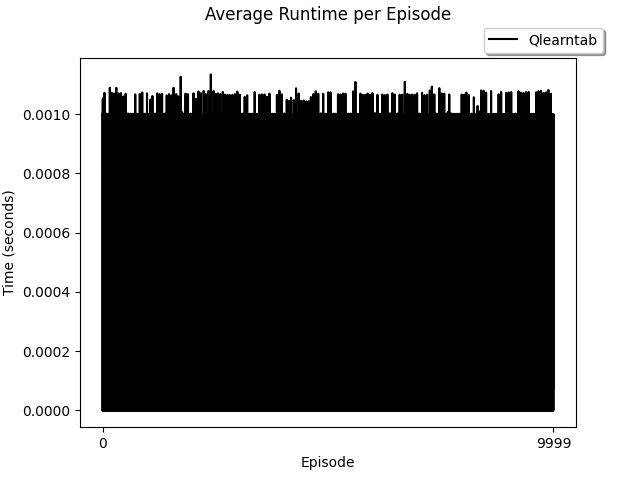 Average Runtime per Episode
Qlearntab
0.0010
0.0008
0.0006
0.0004
0.0002
0.0000
Time (seconds)
0
9999
Episode